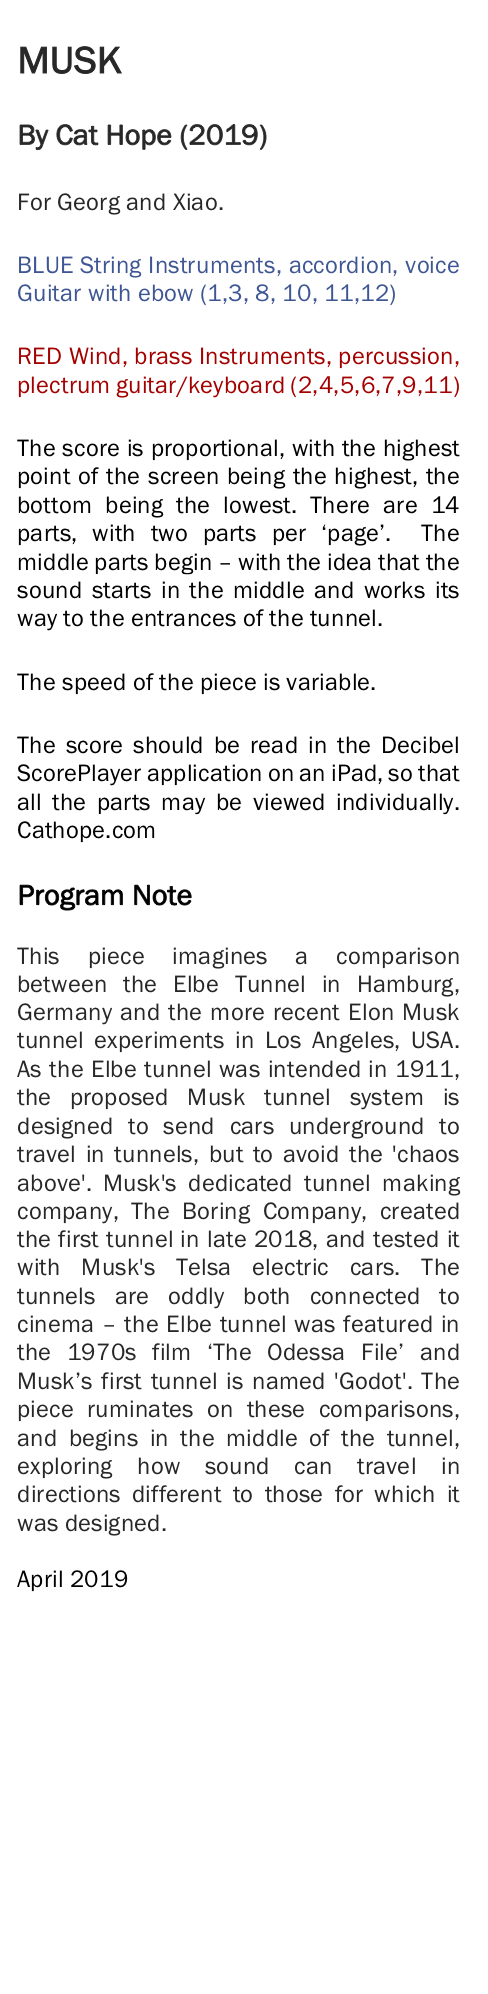 MUSK
By Cat Hope (2019)
For Georg and Xiao.
BLUE String Instruments, accordion, voice
Guitar with ebow (1,3, 8, 10, 11,12)
RED Wind, brass Instruments, percussion,
plectrum guitar/keyboard (2,4,5,6,7,9,11)
The score is proportional, with the highest
point of the screen being the highest, the
bottom being the lowest. There are 14
parts, with two parts per ‘page’. The
middle parts begin – with the idea that the
sound starts in the middle and works its
way to the entrances of the tunnel.
The speed of the piece is variable.
The score should be read in the Decibel
ScorePlayer application on an iPad, so that
all the parts may be viewed individually.
Cathope.com
Program Note
This piece imagines a comparison
between the Elbe Tunnel in Hamburg,
Germany and the more recent Elon Musk
tunnel experiments in Los Angeles, USA.
As the Elbe tunnel was intended in 1911,
the proposed Musk tunnel system is
designed to send cars underground to
travel in tunnels, but to avoid the 'chaos
above'. Musk's dedicated tunnel making
company, The Boring Company, created
the first tunnel in late 2018, and tested it
with Musk's Telsa electric cars. The
tunnels are oddly both connected to
cinema – the Elbe tunnel was featured in
the 1970s film ‘The Odessa File’ and
Musk’s first tunnel is named 'Godot'. The
piece ruminates on these comparisons,
and begins in the middle of the tunnel,
exploring how sound can travel in
directions different to those for which it
was designed.
April 2019